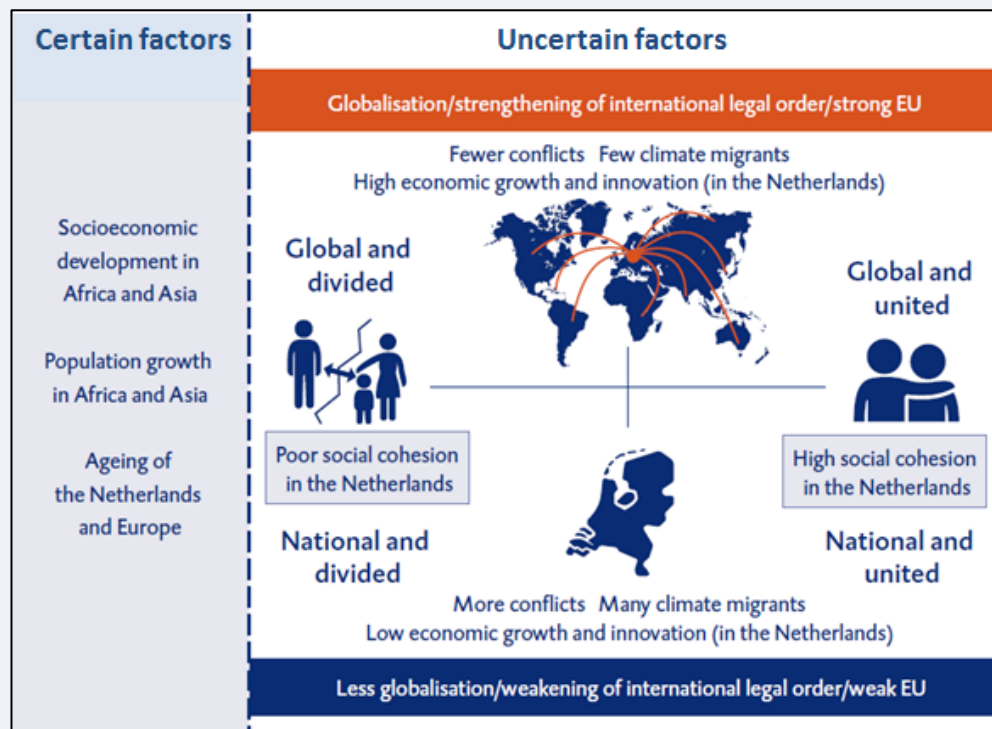 Certain factors
Uncertain factors
Globalisation/strengthening of international legal order/strong EU
Fewer conflicts Few climate migrants
High economic growth and innovation (in the Netherlands)
Socioeconomic
development in
Africa and Asia
Population growth
in Africa and Asia
Ageing of
the Netherlands
and Europe
Global and
divided
Global and
united
Poor social cohesion
in the Netherlands
High social cohesion
in the Netherlands
National and
divided
National and
united
More conflicts Many climate migrants
Low economic growth and innovation (in the Netherlands)
Less globalisation/weakening of international legal order/weak EU